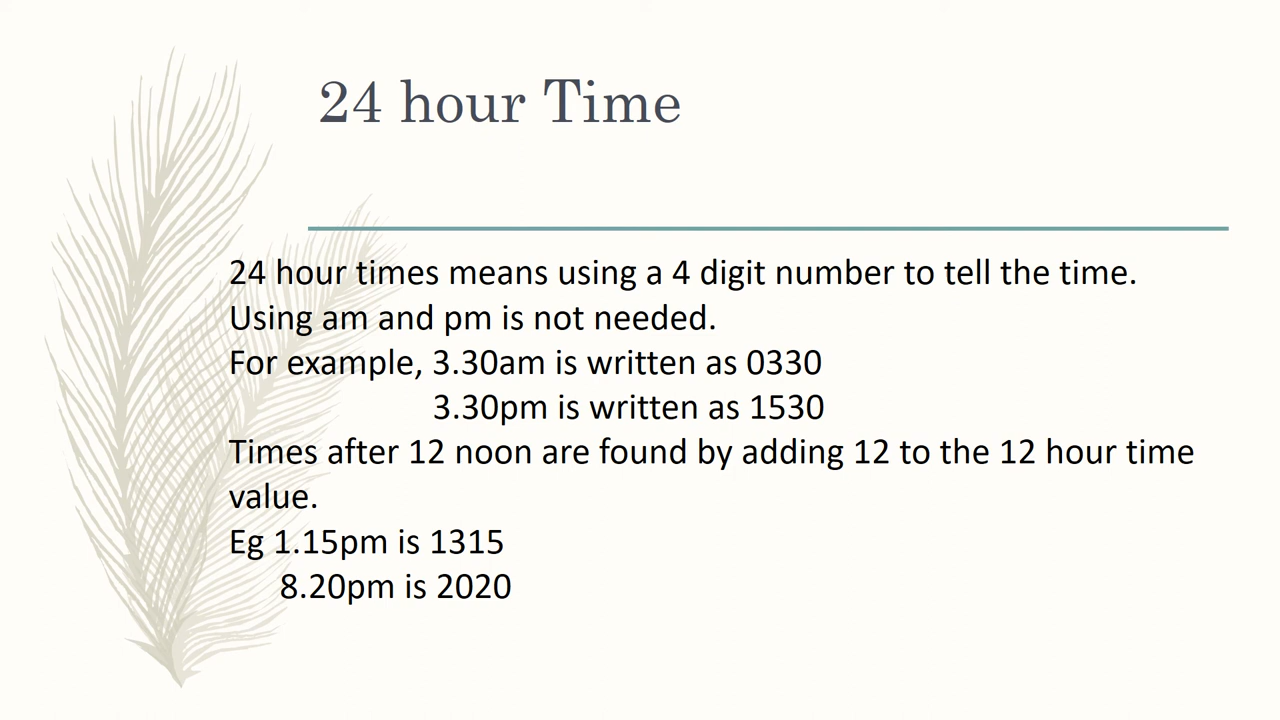 24 hour Time
24 hour times means using a 4 digit number to tell the time.
Using am and pm is not needed.
For example, 3.30am is written as 0330
3.30pm is written as 1530
Times after 12 noon are found by adding 12 to the 12 hour time
value.
Eg 1.15pm is 1315
8.20pm is 2020